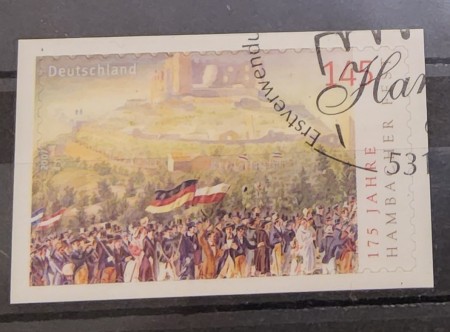 Deutschland
145
2007
175 JAHRE
HAMBACHER
Erstverwendu
Ham
531